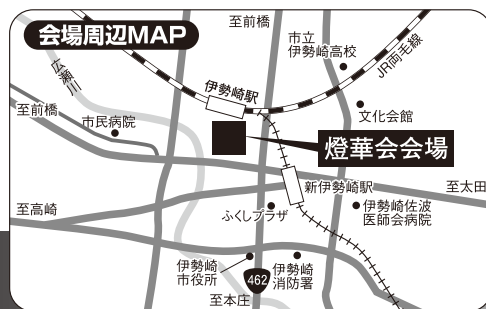 会場周辺MAP
至前橋
市立
伊勢崎高校
JR両毛線
広瀬川
伊勢崎駅
至前橋
市民病院
文化会館
燈華会会場
新伊勢崎駅
至太田
至高崎
ふくしプラザ
伊勢崎佐波
医師会病院
伊勢崎
市役所
462
伊勢崎
消防署
至本庄